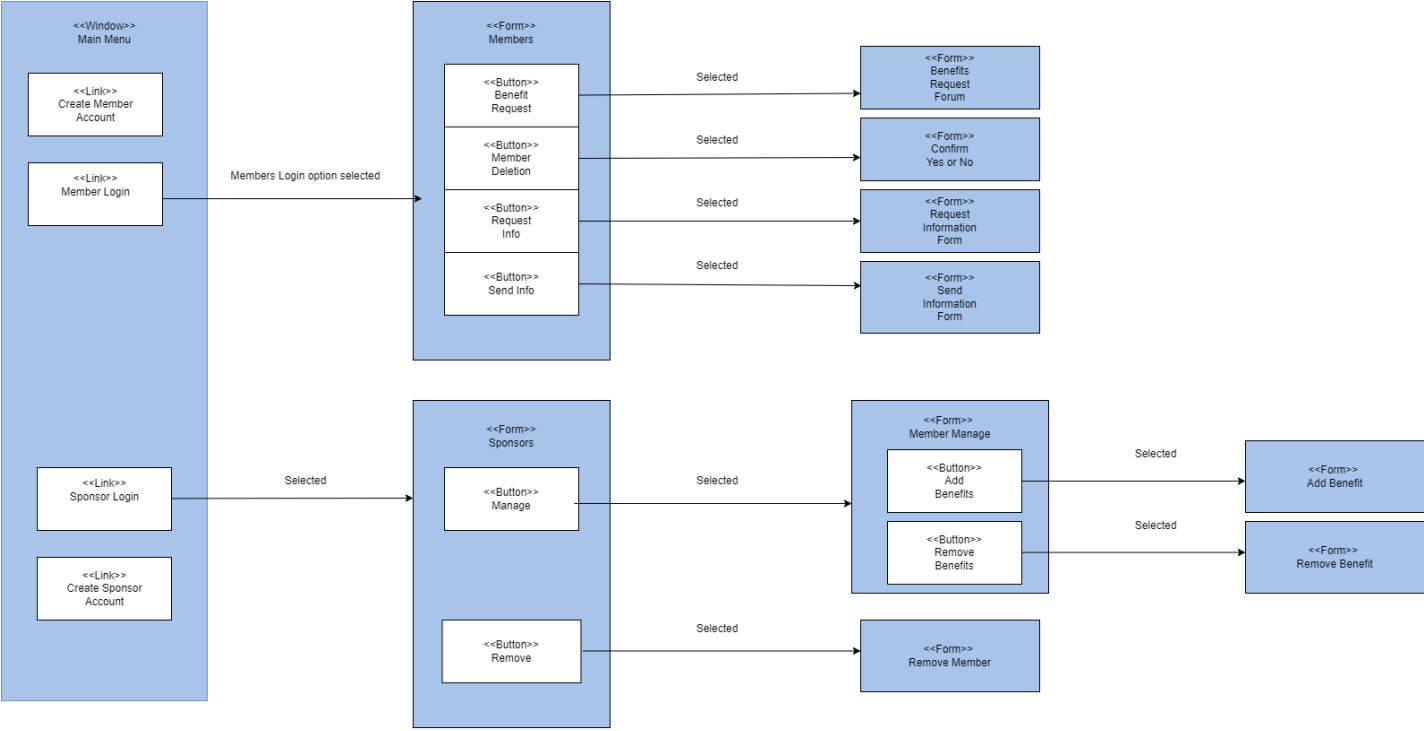 <<Window>>
Main Menu
<<Link>>
Create Member
Account
<<Link>>
Member Login
Members Login option selected
<<Form>>
Members
<<Button>>
Benefit
Request
<<Button>>
Member
Deletion
<<Button>>
Request
Info
<<Button>>
Send Info
Selected
Selected
Selected
Selected
<<Form>>
Benefits
Request
Forum
<<Form>>
Confirm
Yes or No
<<Form>>
Request
Information
Form
<<Form>>
Send
Information
Form
<<Link>>
Sponsor Login
<<Link>>
Create Sponsor
Account
Selected
<<Form>>
Sponsors
<<Button>>
Manage
<<Button>>
Remove
Selected
Selected
<<Form>>
Member Manage
<<Button>>
Add
Benefits
<<Button>>
Remove
Benefits
<<Form>>
Remove Member
Selected
Selected
<<Form>>
Add Benefit
<<Form>>
Remove Benefit